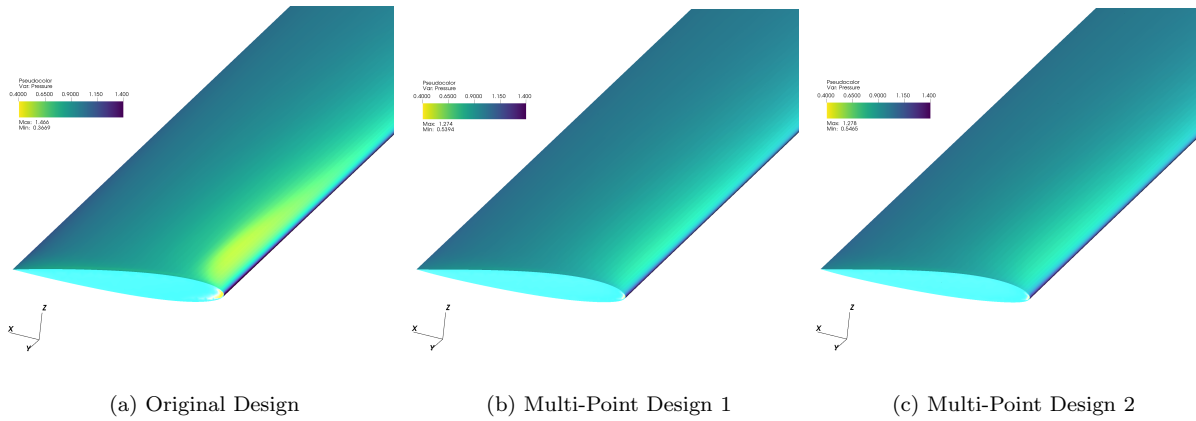 Pseudocolor
Var: Pressure
0.4000 0.6500 0.9000 1.150 1.400
Max: 1.466
Min: 0.3669
X
Y
Z
(a) Original Design
Pseudocolor
Var: Pressure
0.4000 0.6500 0.9000 1.150 1.400
Max: 1.274
Min: 0.5394
X
Y
Z
(b) Multi-Point Design 1
Pseudocolor
Var: Pressure
0.4000 0.6500 0.9000 1.150 1.400
Max: 1.278
Min: 0.5465
X
Y
Z
(c) Multi-Point Design 2